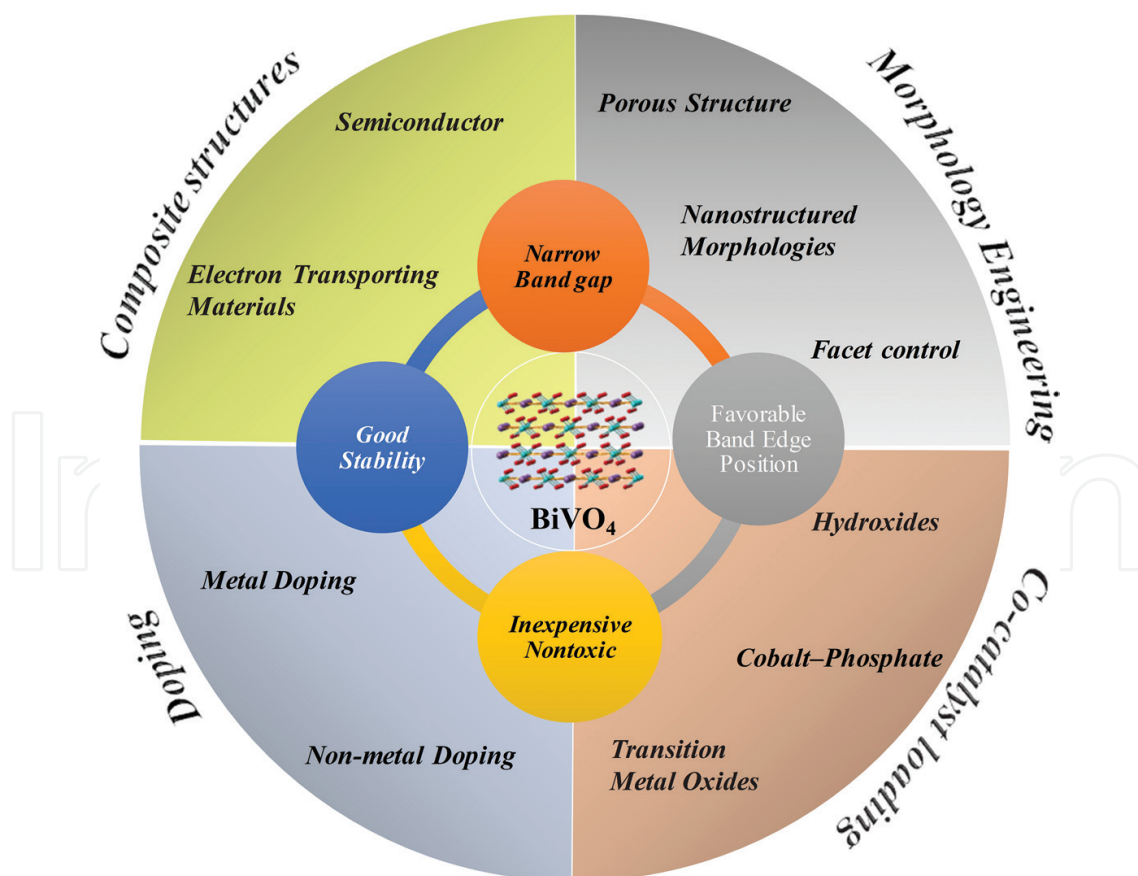 Composite structures
Morphology Engineering
Semiconductor
Porous Structure
Nanostructured
Morphologies
Narrow
Band gap
Electron Transporting
Materials
Facet control
Good
Stability
Favorable
Band Edge
Position
BiVO₄
Hydroxides
Metal Doping
Inexpensive
Nontoxic
Cobalt–Phosphate
Doping
Co-catalyst loading
Non-metal Doping
Transition
Metal Oxides